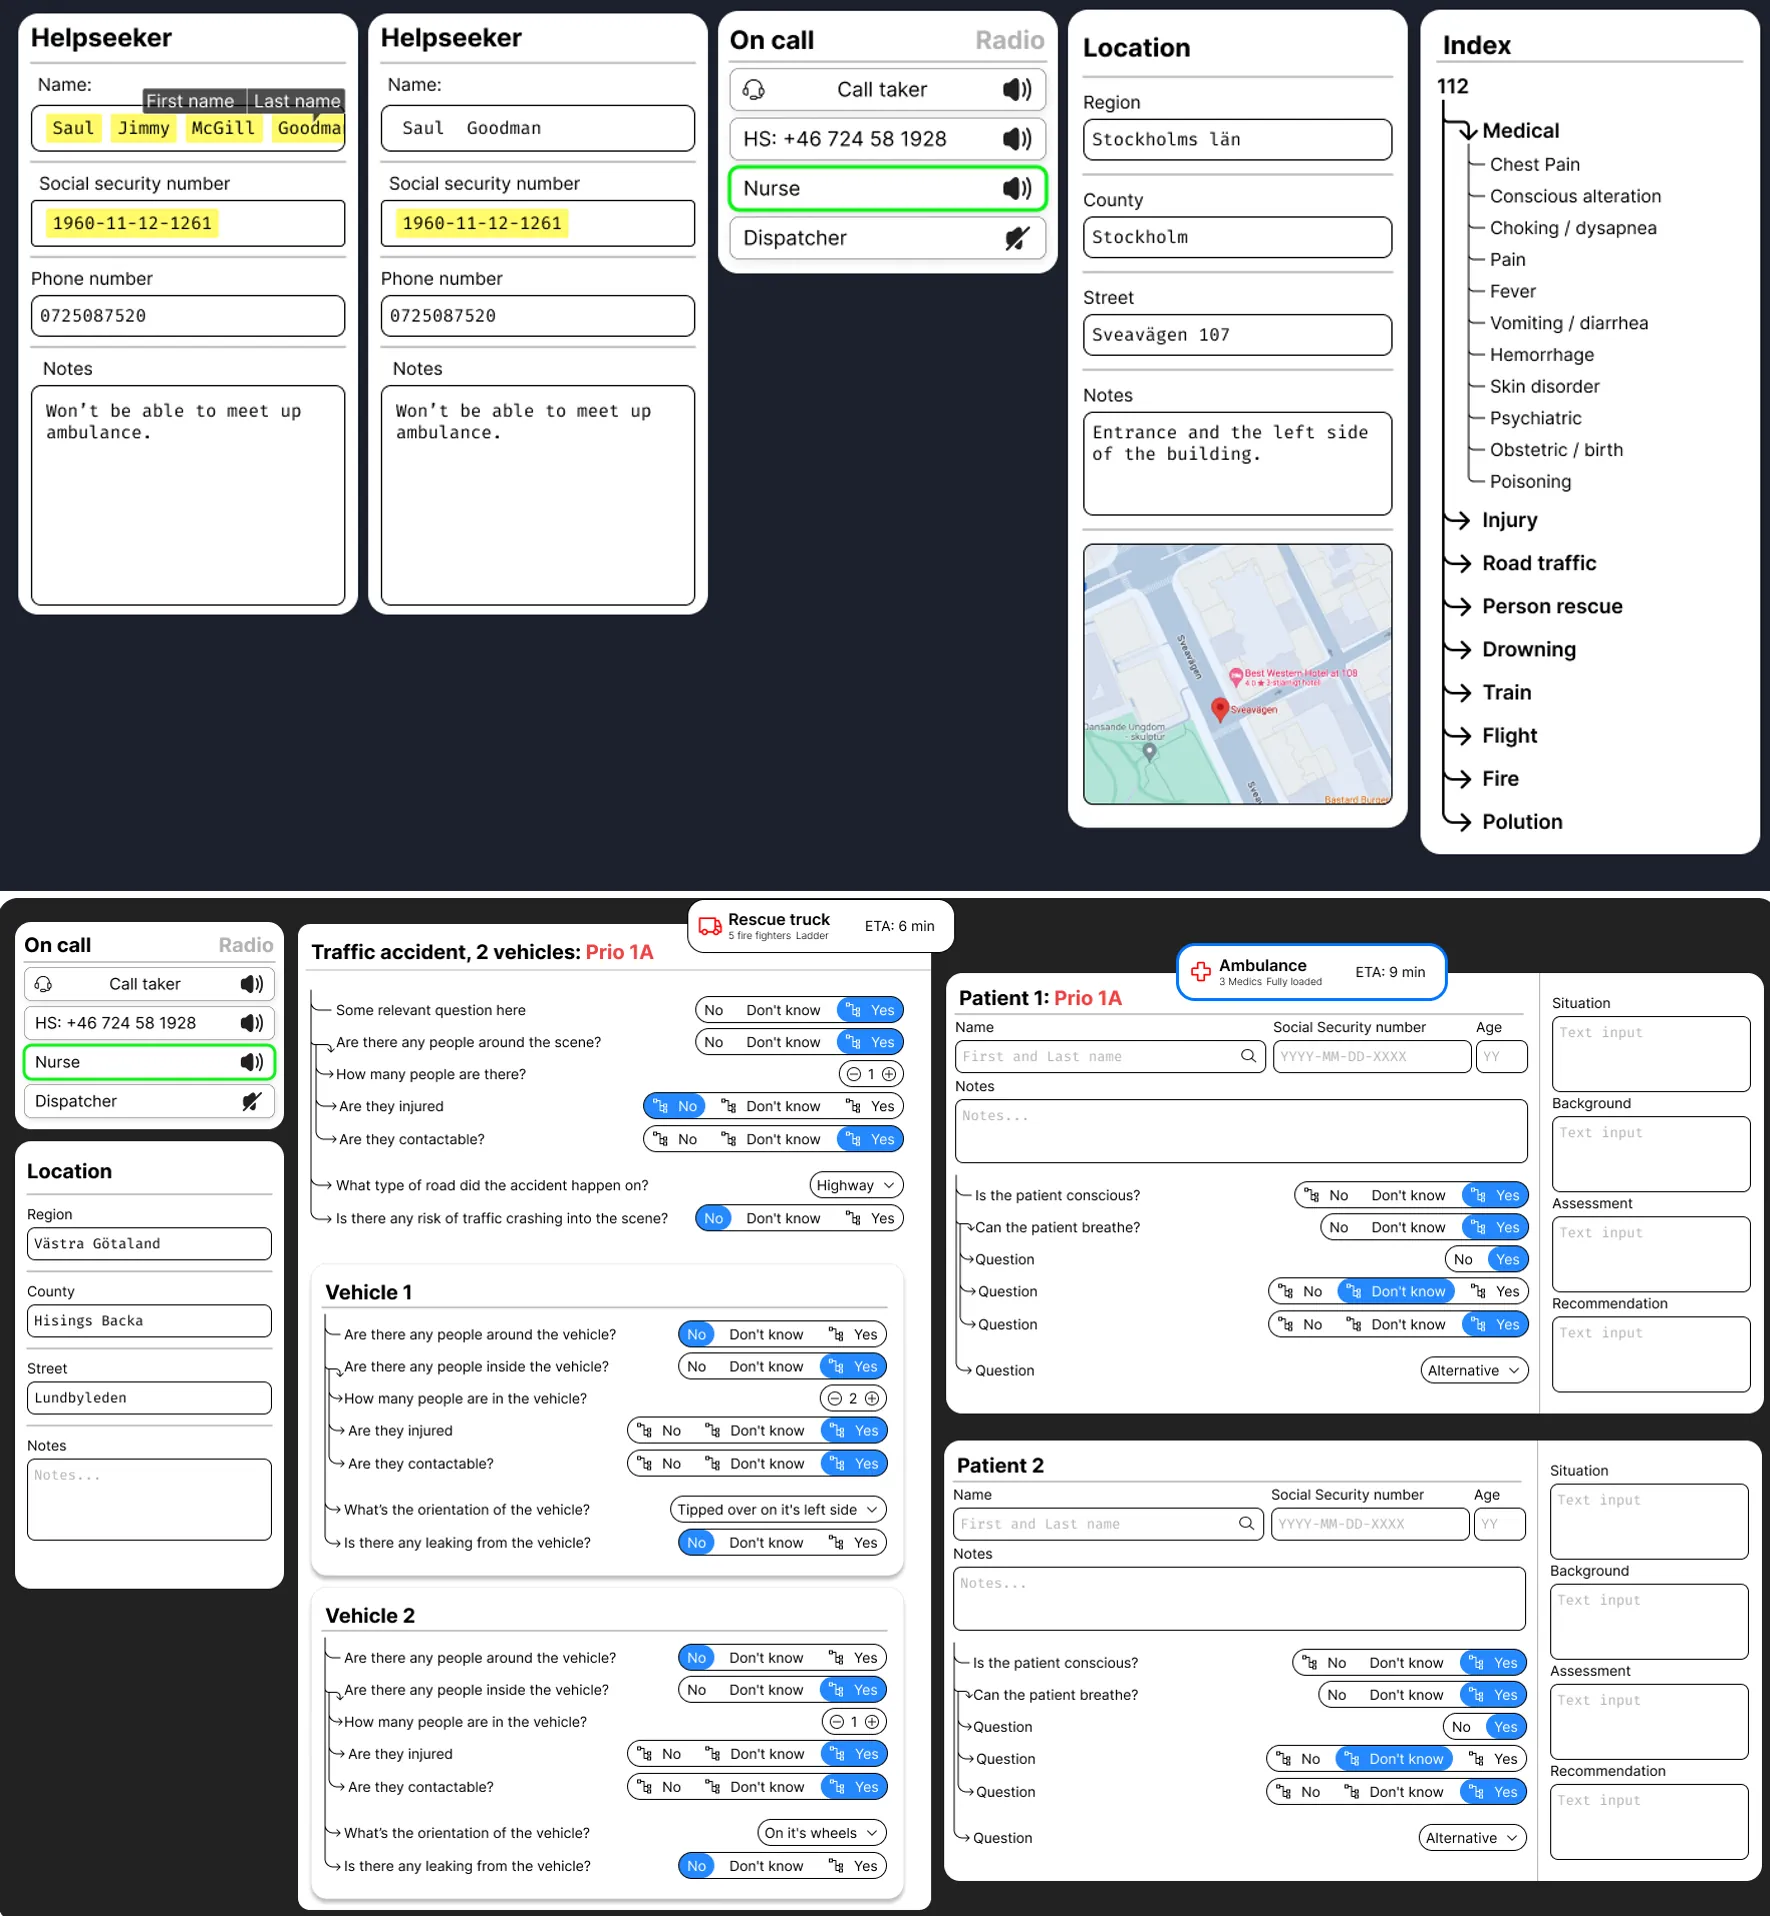 Helpseeker
Name:
First name Last name
Saul Jimmy McGill Goodma
Social security number
1960-11-12-1261
Phone number
0725087520
Notes
Won't be able to meet up
ambulance.
Helpseeker
Name:
Saul Goodman
Social security number
1960-11-12-1261
Phone number
0725087520
Notes
Won't be able to meet up
ambulance.
On call Radio
Call taker
HS: +46 724 58 1928
Nurse
Dispatcher
Location
Region
Stockholms län
County
Stockholm
Street
Sveavägen 107
Notes
Entrance and the left side
of the building.
Sveavägen
Best Western Hotel at 108
Sveavägen
Dansande Ungdom
- skulptur
Svea
Bastard Burger
Index
112
Medical
Chest Pain
Conscious alteration
Choking / dysapnea
Pain
Fever
Vomiting / diarrhea
Hemorrhage
Skin disorder
Psychiatric
Obstetric / birth
Poisoning
Injury
Road traffic
Person rescue
Drowning
Train
Flight
Fire
Polution
On call Radio
Call taker
HS: +46 724 58 1928
Nurse
Dispatcher
Location
Region
Västra Götaland
County
Hisings Backa
Street
Lundbyleden
Notes
Notes...
Rescue truck
5 fire fighters Ladder
ETA: 6 min
Traffic accident, 2 vehicles: Prio 1A
Some relevant question here No Don't know Yes
Are there any people around the scene? No Don't know Yes
How many people are there? 1
Are they injured No Don't know Yes
Are they contactable? No Don't know Yes
What type of road did the accident happen on? Highway
Is there any risk of traffic crashing into the scene? No Don't know Yes
Vehicle 1
Are there any people around the vehicle? No Don't know Yes
Are there any people inside the vehicle? No Don't know Yes
How many people are in the vehicle? 2
Are they injured No Don't know Yes
Are they contactable? No Don't know Yes
What's the orientation of the vehicle? Tipped over on it's left side
Is there any leaking from the vehicle? No Don't know Yes
Vehicle 2
Are there any people around the vehicle? No Don't know Yes
Are there any people inside the vehicle? No Don't know Yes
How many people are in the vehicle? 1
Are they injured No Don't know Yes
Are they contactable? No Don't know Yes
What's the orientation of the vehicle? On it's wheels
Is there any leaking from the vehicle? No Don't know Yes
Ambulance
3 Medics Fully loaded
ETA: 9 min
Patient 1: Prio 1A
Name Social Security number Age
First and Last name YYYY-MM-DD-XXXX YY
Notes
Notes...
Is the patient conscious? No Don't know Yes
Can the patient breathe? No Don't know Yes
Question No Yes
Question No Don't know Yes
Question No Don't know Yes
Question Alternative
Situation
Text input
Background
Text input
Assessment
Text input
Recommendation
Text input
Patient 2
Name Social Security number Age
First and Last name YYYY-MM-DD-XXXX YY
Notes
Notes...
Is the patient conscious? No Don't know Yes
Can the patient breathe? No Don't know Yes
Question No Yes
Question No Don't know Yes
Question No Don't know Yes
Question Alternative
Situation
Text input
Background
Text input
Assessment
Text input
Recommendation
Text input